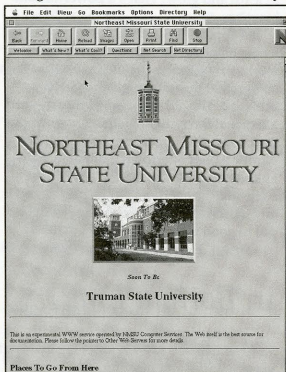 File Edit View Go Bookmarks Options Directory Help
Northeast Missouri State University
Back Forward Home Reload Images Open Print Find Stop
N
Welcome What's New? What's Cool? Questions Net Search Net Directory
NORTHEAST MISSOURI
STATE UNIVERSITY
Soon To Be
Truman State University
This is an experimental WWW service operated by NMSU Computer Services. The Web itself is the best source for
documentation. Please follow the pointer to Other Web Servers for more details.
Places To Go From Here